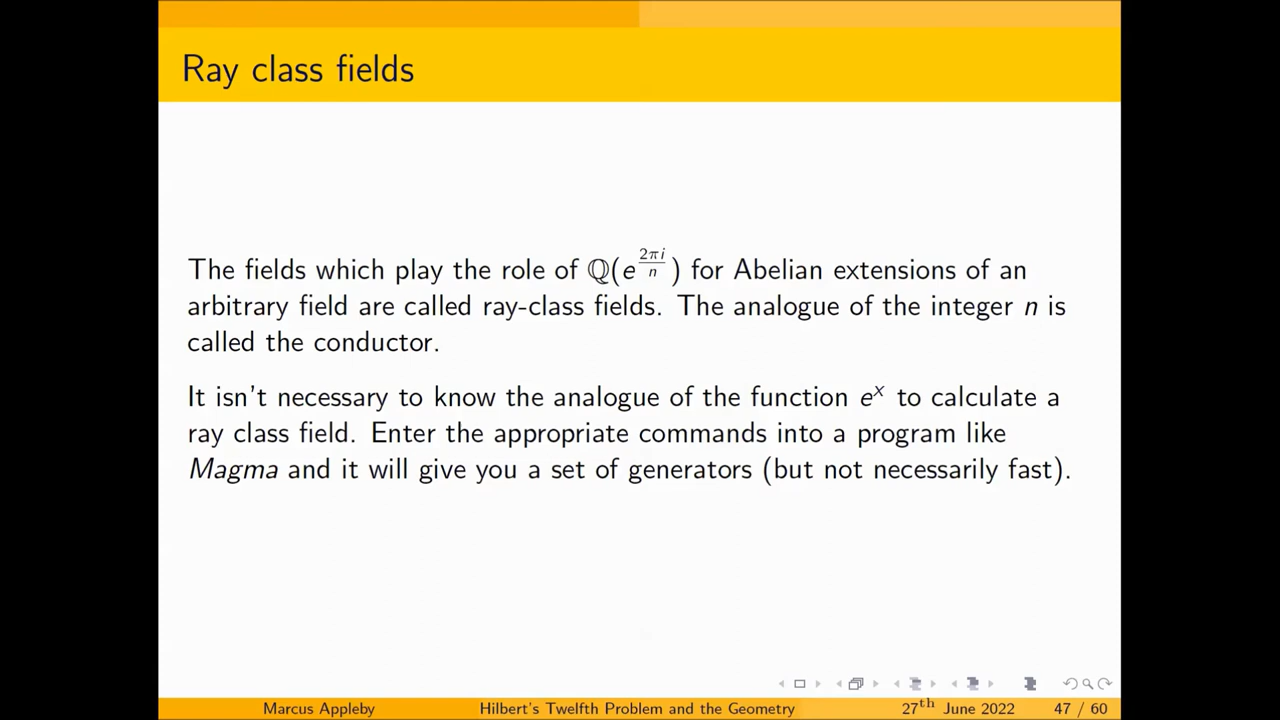 Ray class fields
The fields which play the role of ℚ(e^{\frac{2πi}{n}}) for Abelian extensions of an
arbitrary field are called ray-class fields. The analogue of the integer n is
called the conductor.
It isn't necessary to know the analogue of the function e^x to calculate a
ray class field. Enter the appropriate commands into a program like
Magma and it will give you a set of generators (but not necessarily fast).
Marcus Appleby Hilbert's Twelfth Problem and the Geometry 27th June 2022 47 / 60